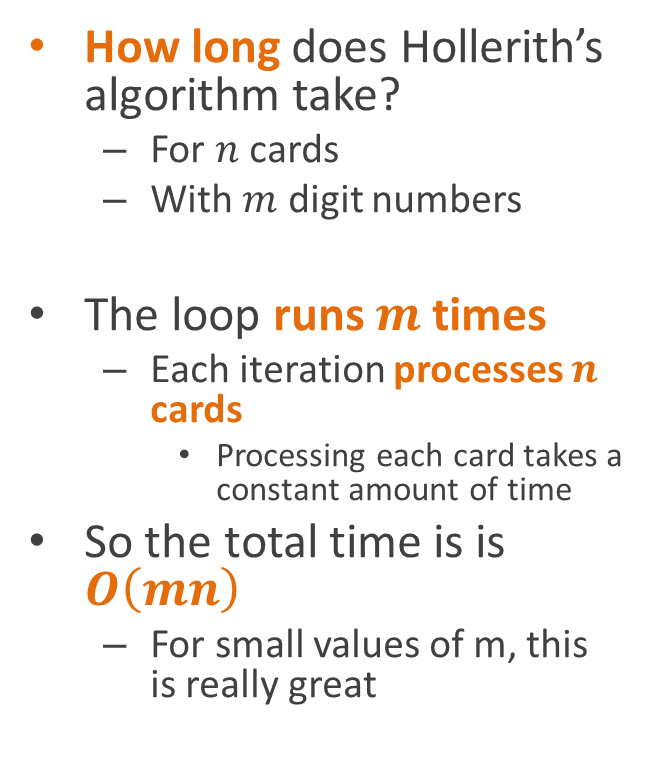 • How long does Hollerith’s
algorithm take?
– For n cards
– With m digit numbers
• The loop runs m times
– Each iteration processes n
cards
• Processing each card takes a
constant amount of time
• So the total time is is
O(mn)
– For small values of m, this
is really great